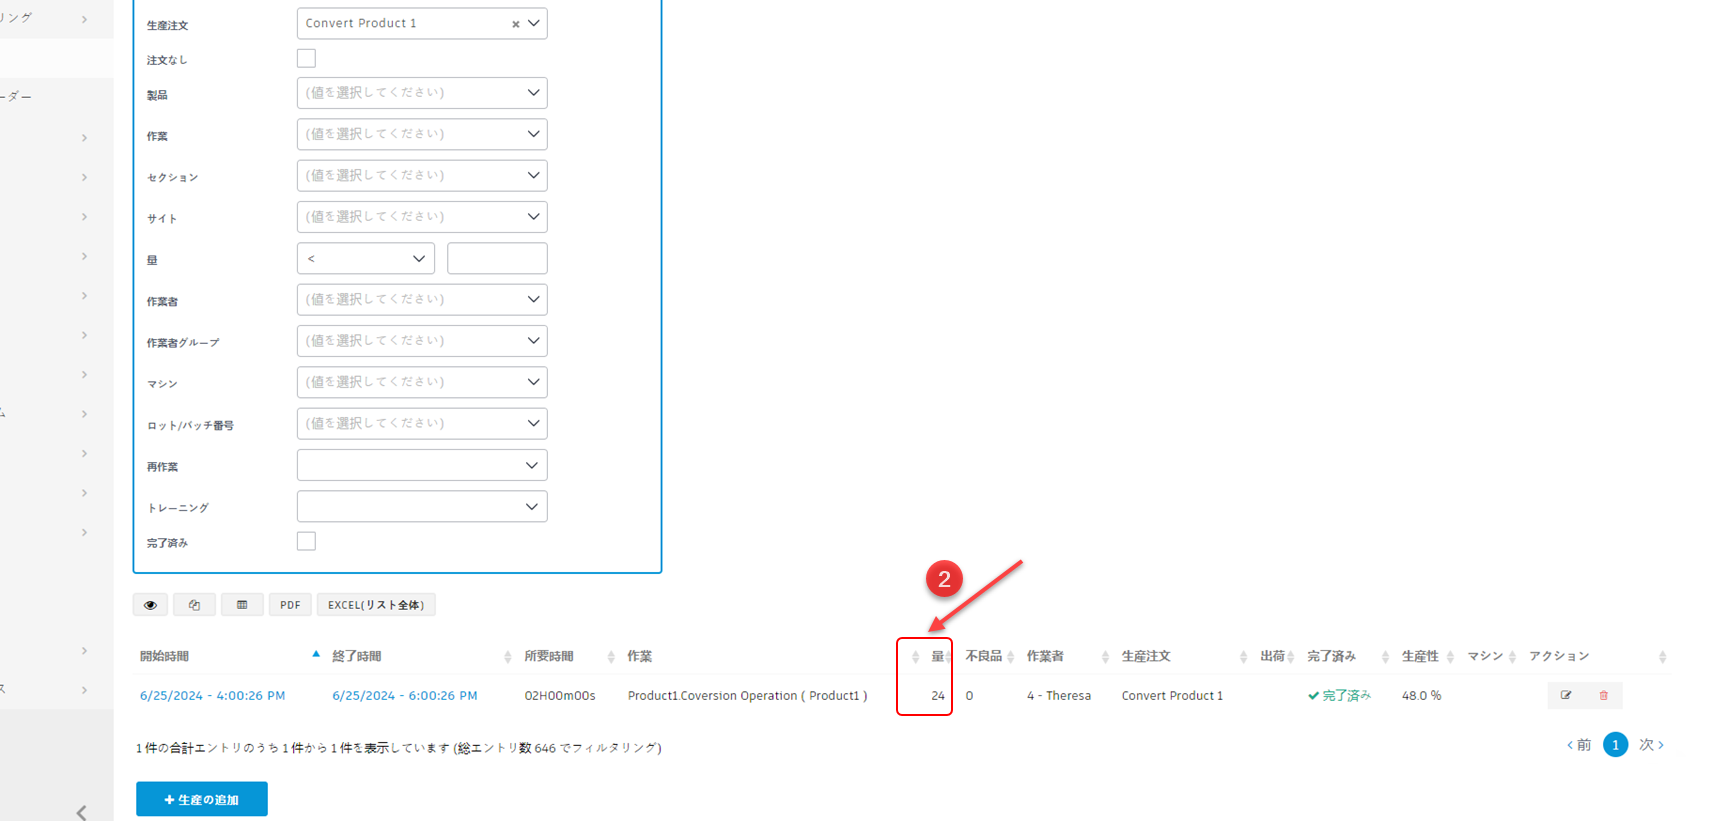 リング
ーダー
ム
ス
生産注文 Convert Product 1
注文なし
製品 (値を選択してください)
作業 (値を選択してください)
セクション (値を選択してください)
サイト (値を選択してください)
量 <
作業者 (値を選択してください)
作業者グループ (値を選択してください)
マシン (値を選択してください)
ロット/バッチ番号 (値を選択してください)
再作業
トレーニング
完了済み
2
PDF EXCEL(リスト全体)
開始時間 終了時間 所要時間 作業 量 不良品 作業者 生産注文 出荷 完了済み 生産性 マシン アクション
6/25/2024 - 4:00:26 PM 6/25/2024 - 6:00:26 PM 02H00m00s Product1.Coversion Operation ( Product1 ) 24 0 4 - Theresa Convert Product 1 完了済み 48.0 %
1 件の合計エントリのうち 1 件から 1 件を表示しています (総エントリ数 646 でフィルタリング)
前 1 次
+ 生産の追加